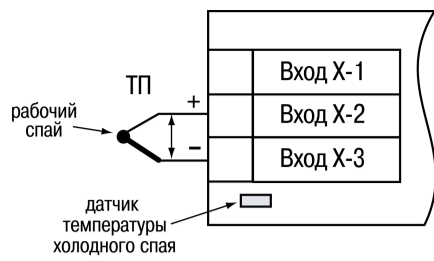 ТП
рабочий
спай
+
–
Вход X-1
Вход X-2
Вход X-3
датчик
температуры
холодного спая